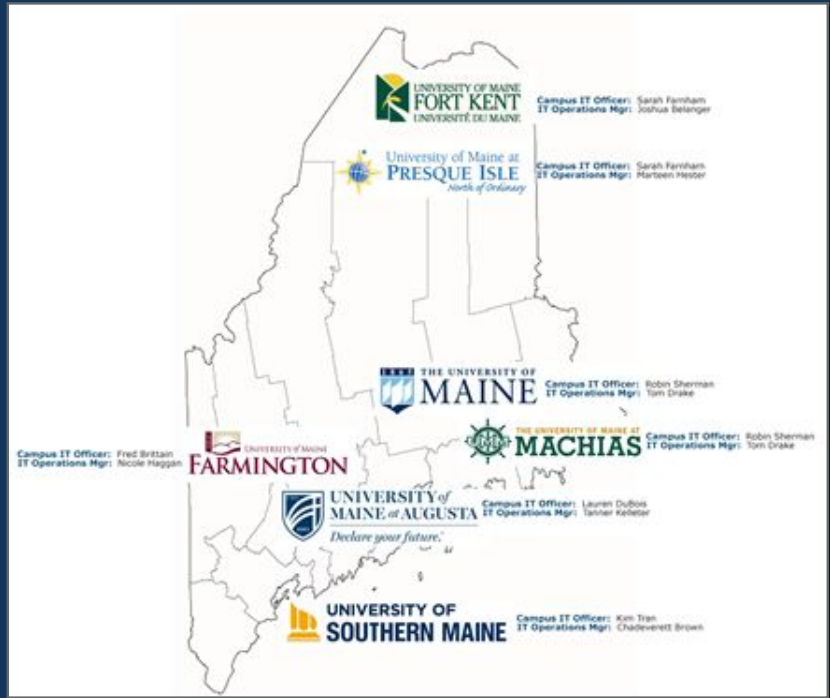 UNIVERSITY OF MAINE
FORT KENT
UNIVERSITÉ DU MAINE
Campus IT Officer: Sarah Farnham
IT Operations Mgr: Joshua Belanger
University of Maine at
PRESQUE ISLE
North of Ordinary
Campus IT Officer: Sarah Farnham
IT Operations Mgr: Marteen Hester
1865
THE UNIVERSITY OF
MAINE
Campus IT Officer: Robin Sherman
IT Operations Mgr: Tom Drake
THE UNIVERSITY OF MAINE AT
MACHIAS
Campus IT Officer: Robin Sherman
IT Operations Mgr: Tom Drake
Campus IT Officer: Fred Brittain
IT Operations Mgr: Nicole Haggan
UNIVERSITY of MAINE
FARMINGTON
UNIVERSITY of
MAINE at AUGUSTA
Declare your future.
Campus IT Officer: Lauren DuBois
IT Operations Mgr: Tanner Kelleter
UNIVERSITY OF
SOUTHERN MAINE
Campus IT Officer: Kim Tran
IT Operations Mgr: Chadeverett Brown